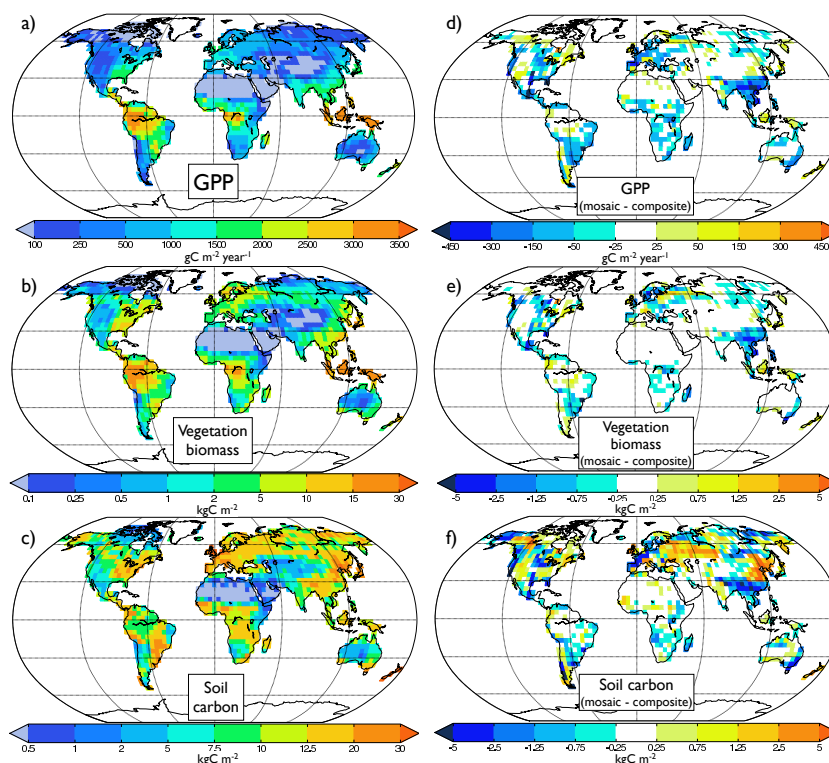 a)
GPP
100 250 500 1000 1500 2000 2500 3000 3500
gC m⁻² year⁻¹
b)
Vegetation
biomass
0.1 0.25 0.5 1 2 5 10 15 30
kgC m⁻²
c)
Soil
carbon
0.5 1 2 5 7.5 10 12.5 20 30
kgC m⁻²
d)
GPP
(mosaic - composite)
-450 -300 -150 -50 -25 25 50 150 300 450
gC m⁻² year⁻¹
e)
Vegetation
biomass
(mosaic - composite)
-5 -2.5 -1.25 -0.75 -0.25 0.25 0.75 1.25 2.5 5
kgC m⁻²
f)
Soil carbon
(mosaic - composite)
-5 -2.5 -1.25 -0.75 -0.25 0.25 0.75 1.25 2.5 5
kgC m⁻²